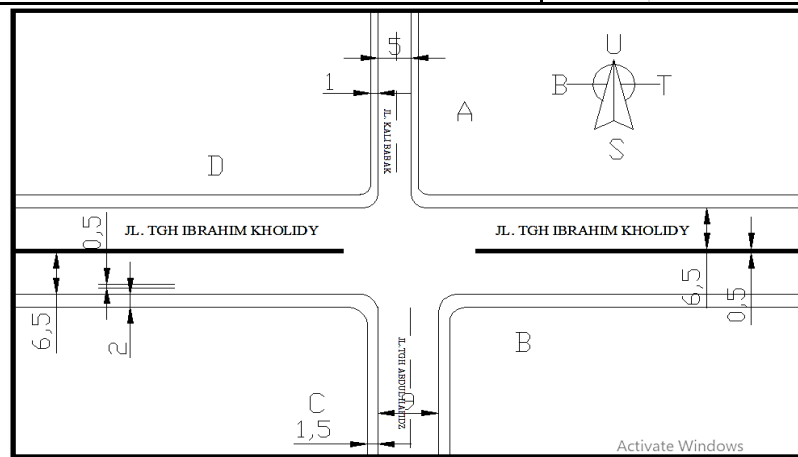 5
U
1
B
T
A
JL. KALI BABAK
S
D
0,5
JL. TGH IBRAHIM KHOLIDY
JL. TGH IBRAHIM KHOLIDY
6,5
6,5
0,5
2
B
JL.TGH ABDUL HAFIDZ
9
C
1,5
Activate Windows